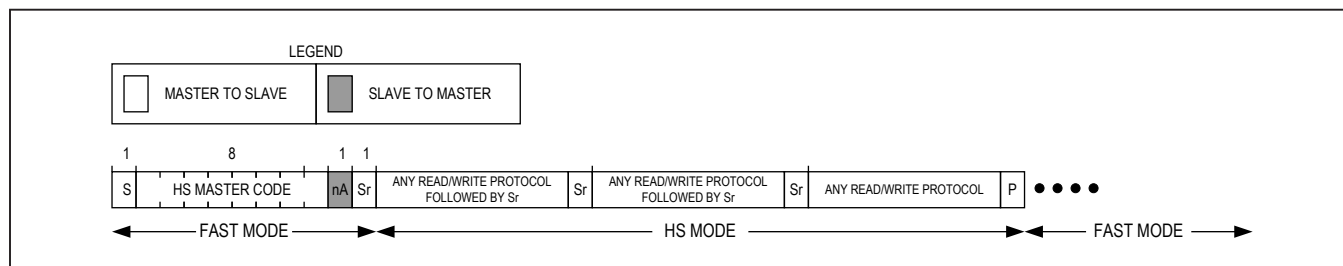 LEGEND
MASTER TO SLAVE SLAVE TO MASTER
1 8 1 1
S HS MASTER CODE nA Sr ANY READ/WRITE PROTOCOL FOLLOWED BY Sr Sr ANY READ/WRITE PROTOCOL FOLLOWED BY Sr Sr ANY READ/WRITE PROTOCOL P
FAST MODE HS MODE FAST MODE